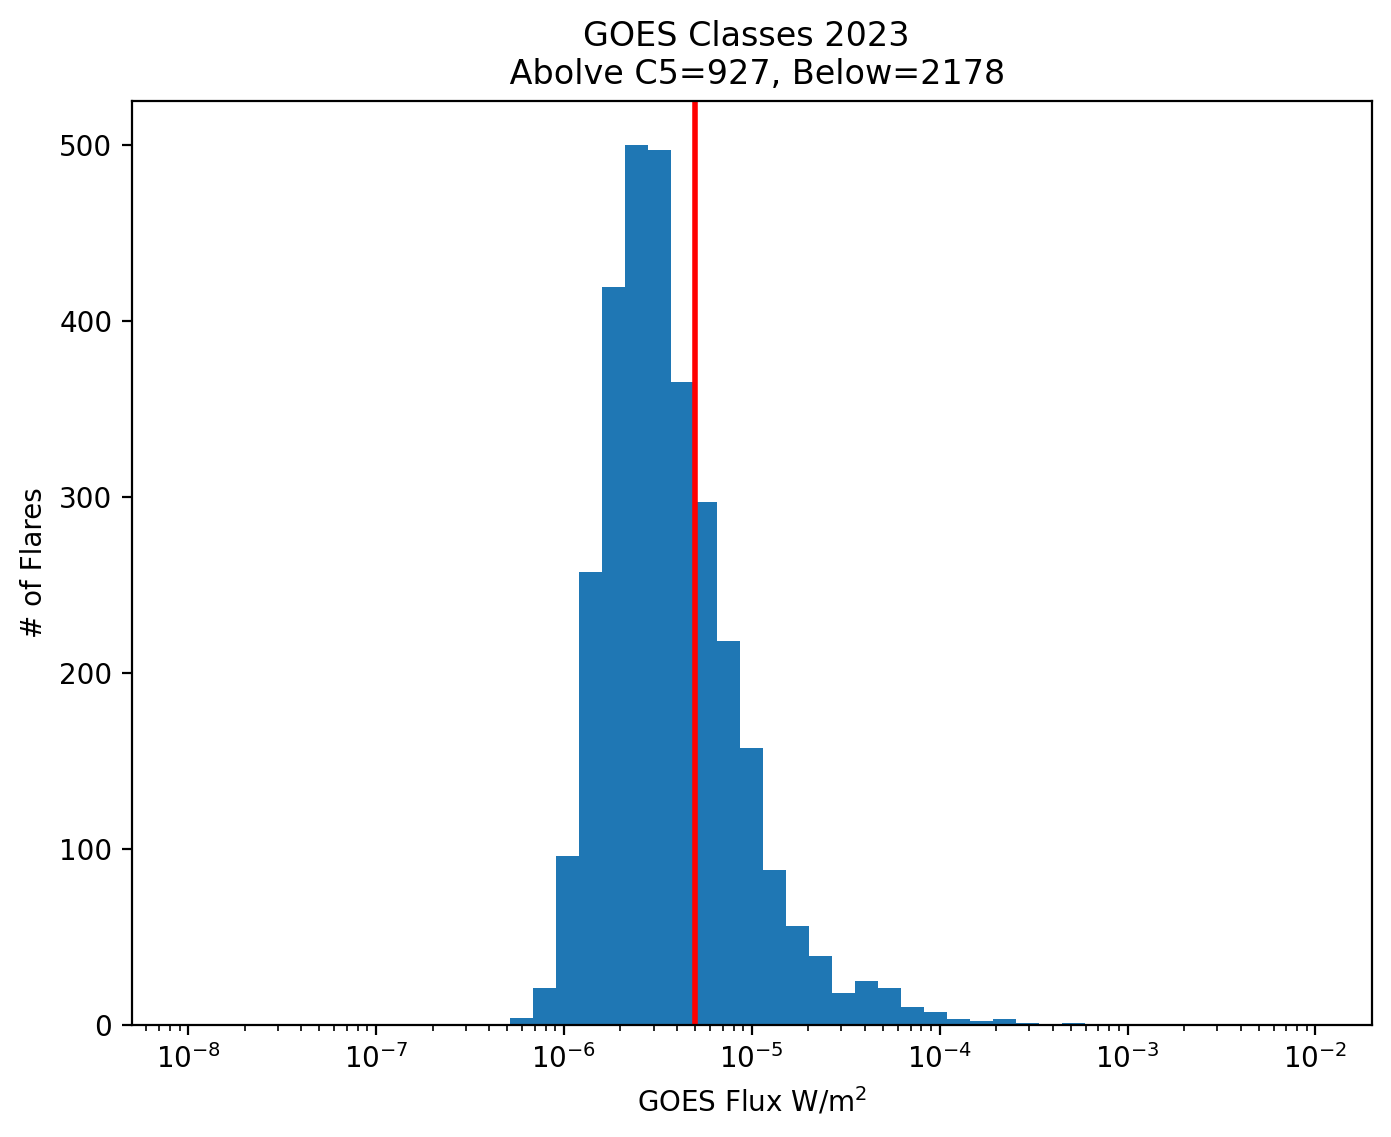 GOES Classes 2023
Abolve C5=927, Below=2178
# of Flares
500
400
300
200
100
0
10⁻⁸ 10⁻⁷ 10⁻⁶ 10⁻⁵ 10⁻⁴ 10⁻³ 10⁻²
GOES Flux W/m²